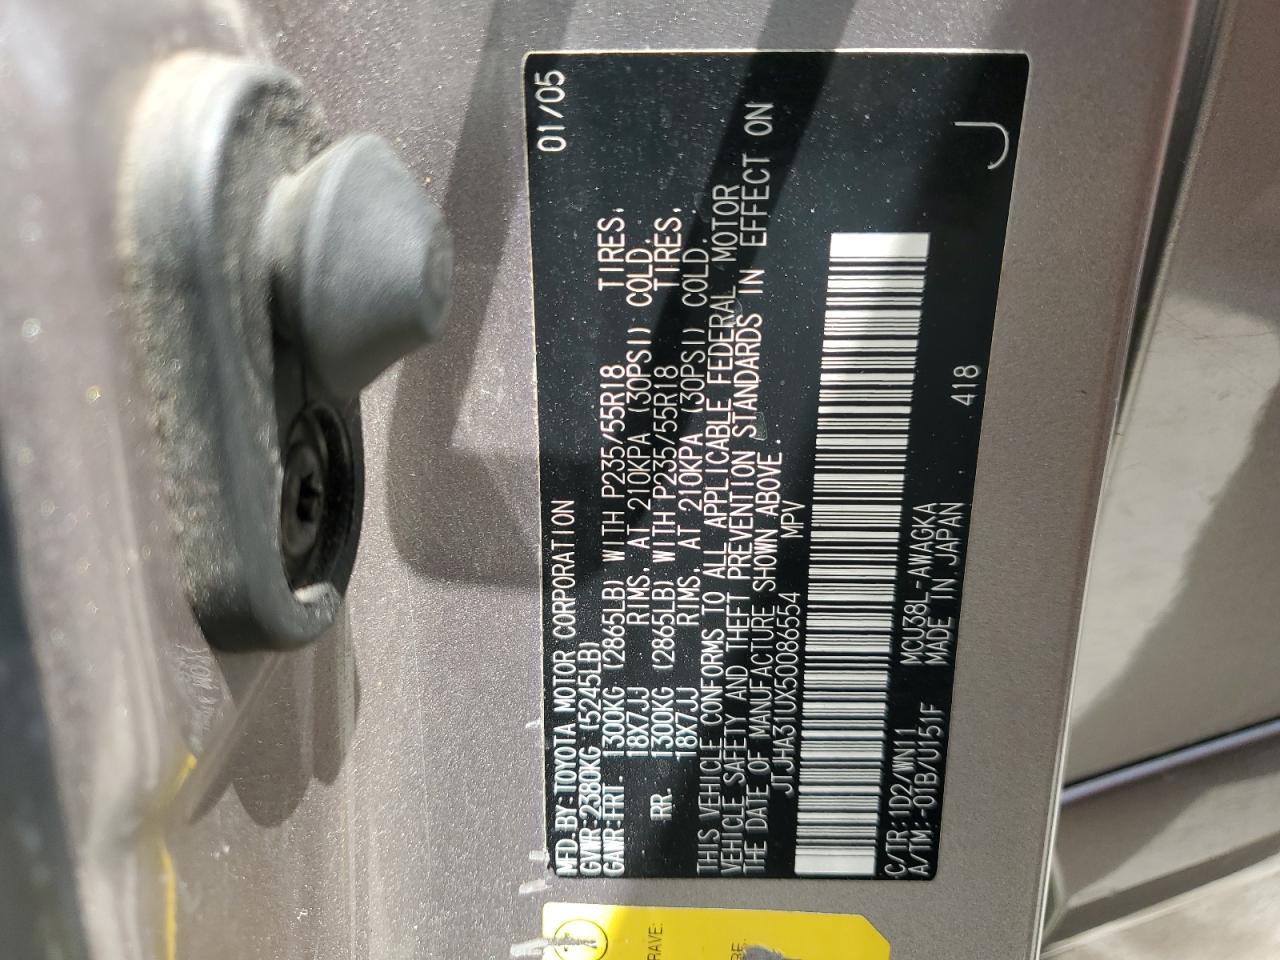 MFD. BY: TOYOTA MOTOR CORPORATION 01/05
GVWR: 2380KG (5245LB)
GAWR: FRT. 1300KG (2865LB) WITH P235/55R18 TIRES,
18X7JJ RIMS, AT 210KPA (30PSI) COLD.
RR. 1300KG (2865LB) WITH P235/55R18 TIRES,
18X7JJ RIMS, AT 210KPA (30PSI) COLD.
THIS VEHICLE CONFORMS TO ALL APPLICABLE FEDERAL MOTOR
VEHICLE SAFETY AND THEFT PREVENTION STANDARDS IN EFFECT ON
THE DATE OF MANUFACTURE SHOWN ABOVE.
JTJHA31UX50086554 MPV
C/TR: 1D2/WN11 MCU38L-AWAGKA 418
A/TM: -01B/U151F MADE IN JAPAN
J